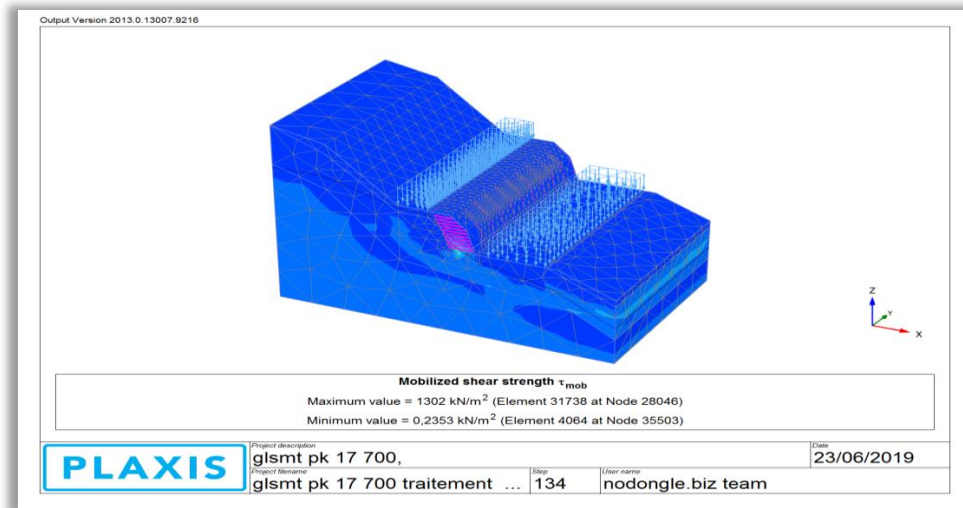 Output Version 2013.0.13007.9216
Z
Y
X
Mobilized shear strength τmob
Maximum value = 1302 kN/m² (Element 31738 at Node 28046)
Minimum value = 0,2353 kN/m² (Element 4064 at Node 35503)
PLAXIS
Project description
glsmt pk 17 700,
Date
23/06/2019
Project filename
glsmt pk 17 700 traitement ...
Step
134
User name
nodongle.biz team